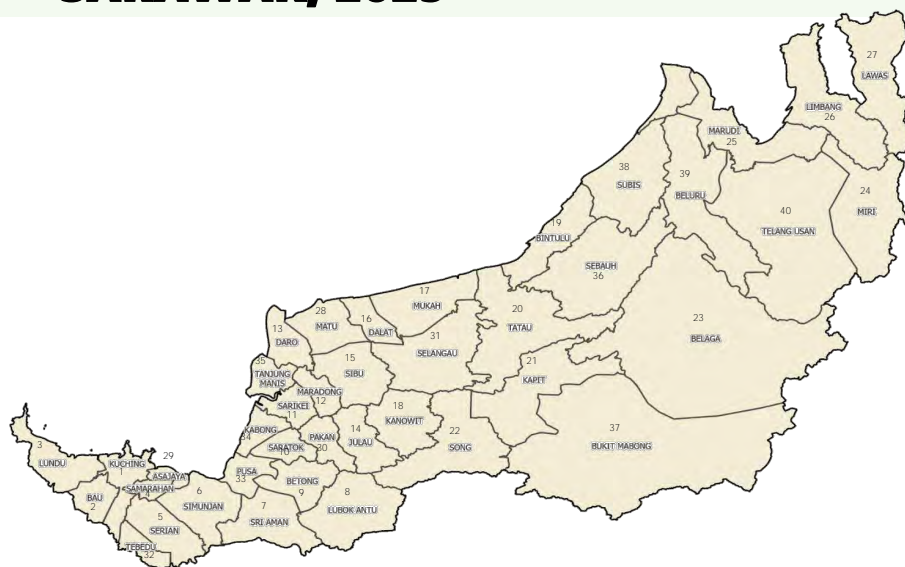 SARAWAK, 2023
27
LAWAS
LIMBANG
26
MARUDI
25
38
SUBIS
39
BELURU
24
MIRI
40
TELANG USAN
19
BINTULU
SEBAUH
36
17
MUKAH
28
MATU
16
DALAT
13
DARO
20
TATAU
23
BELAGA
31
SELANGAU
15
SIBU
21
KAPIT
35
TANJUNG
MANIS
MARADONG
12
SARIKEI
11
18
KANOWIT
KABONG
34
PAKAN
30
14
JULAU
22
SONG
37
BUKIT MABONG
SARATOK
10
3
LUNDU
KUCHING
1
29
ASAJAYA
SAMARAHAN
4
PUSA
33
BETONG
9
BAU
2
6
SIMUNJAN
8
LUBOK ANTU
7
SRI AMAN
5
SERIAN
TEBEDU
32